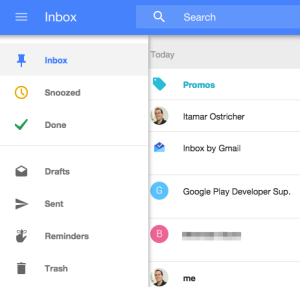 Inbox
Search
Inbox
Snoozed
Done
Drafts
Sent
Reminders
Trash
Today
Promos
Itamar Ostricher
Inbox by Gmail
G
Google Play Developer Sup.
B
me